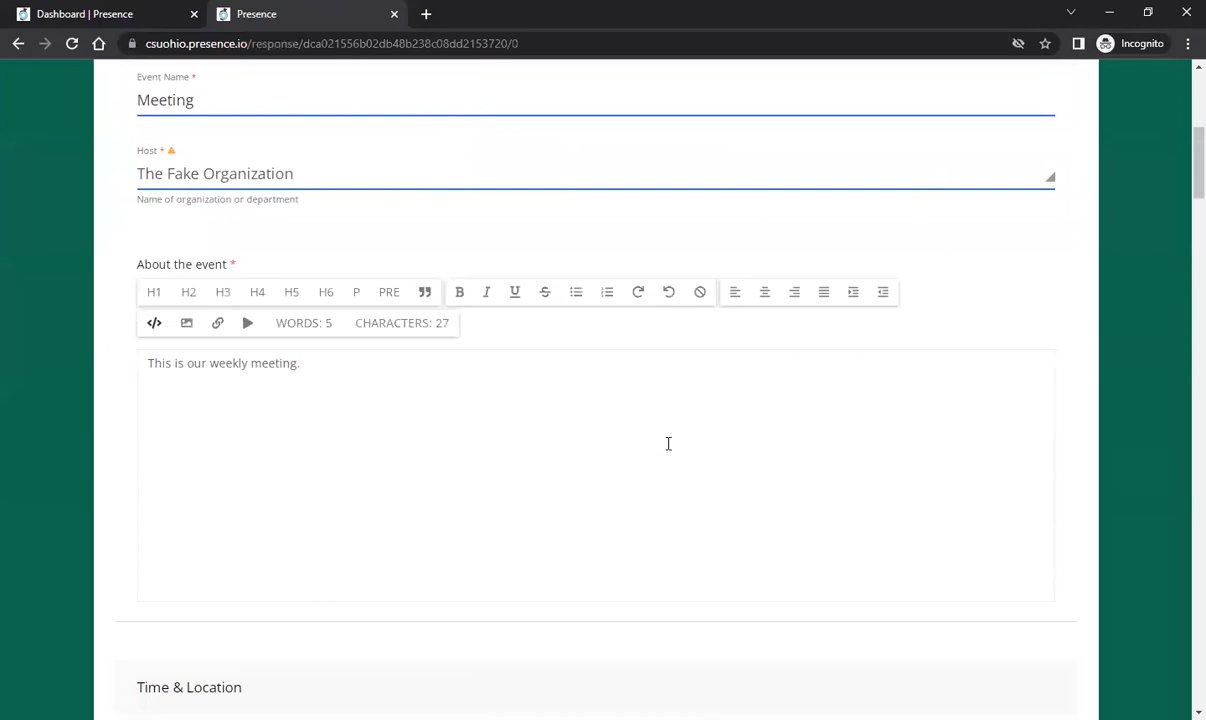 Dashboard | Presence
Presence
csuohio.presence.io/response/dca021556b02db48b238c08dd2153720/0
Incognito
Event Name *
Meeting
Host *
The Fake Organization
Name of organization or department
About the event *
H1 H2 H3 H4 H5 H6 P PRE B I U S
</> WORDS: 5 CHARACTERS: 27
This is our weekly meeting.
Time & Location